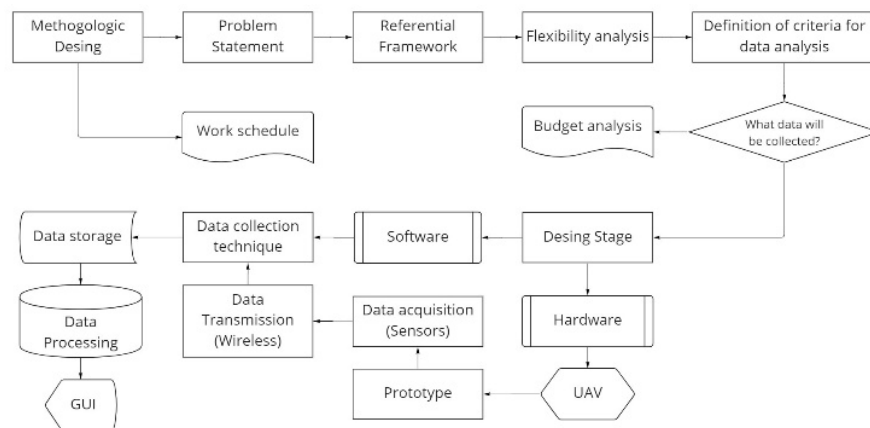 Methogologic
Desing
Problem
Statement
Referential
Framework
Flexibility analysis
Definition of criteria for
data analysis
Work schedule
Budget analysis
What data will
be collected?
Data storage
Data collection
technique
Software
Desing Stage
Data
Processing
Data
Transmission
(Wireless)
Data acquisition
(Sensors)
Hardware
GUI
Prototype
UAV